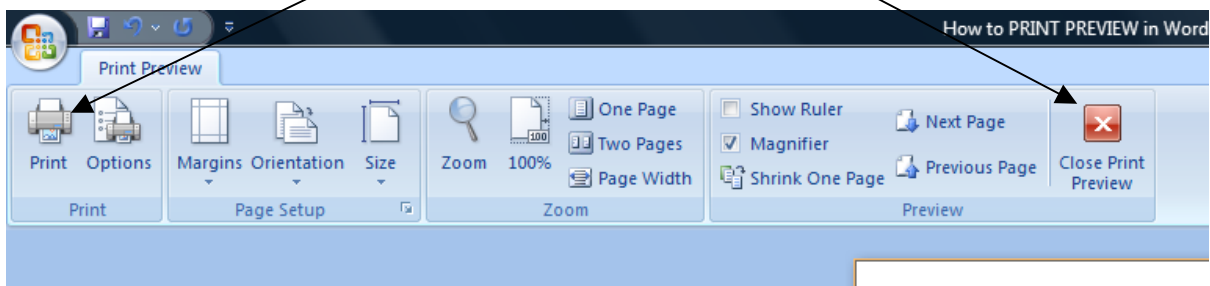 How to PRINT PREVIEW in Word
Print Preview
Print
Options
Margins
Orientation
Size
Zoom
100%
100
One Page
Two Pages
Page Width
Show Ruler
Magnifier
Shrink One Page
Next Page
Previous Page
Close Print
Preview
Print
Page Setup
Zoom
Preview